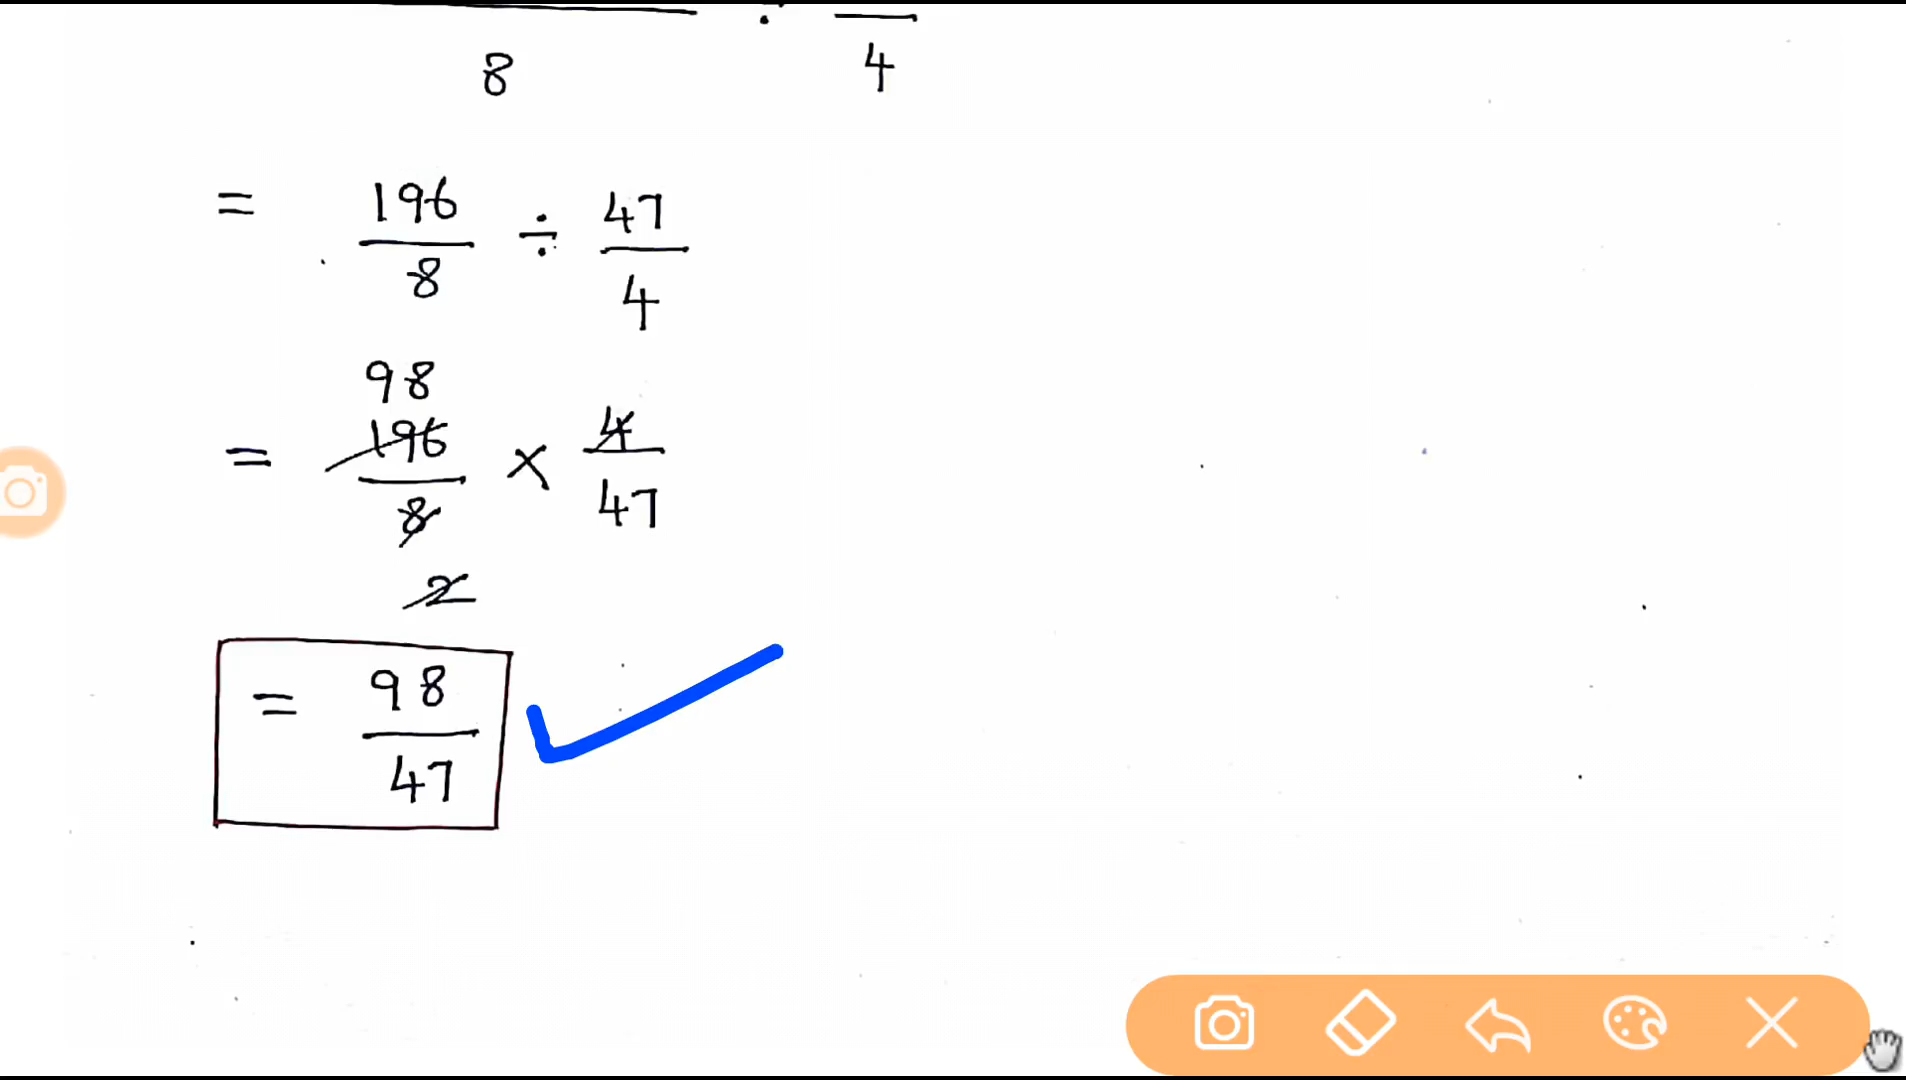 ÷
8 4
= 196/8 ÷ 47/4
98
= 196/8 × 4/47
2
= 98/47